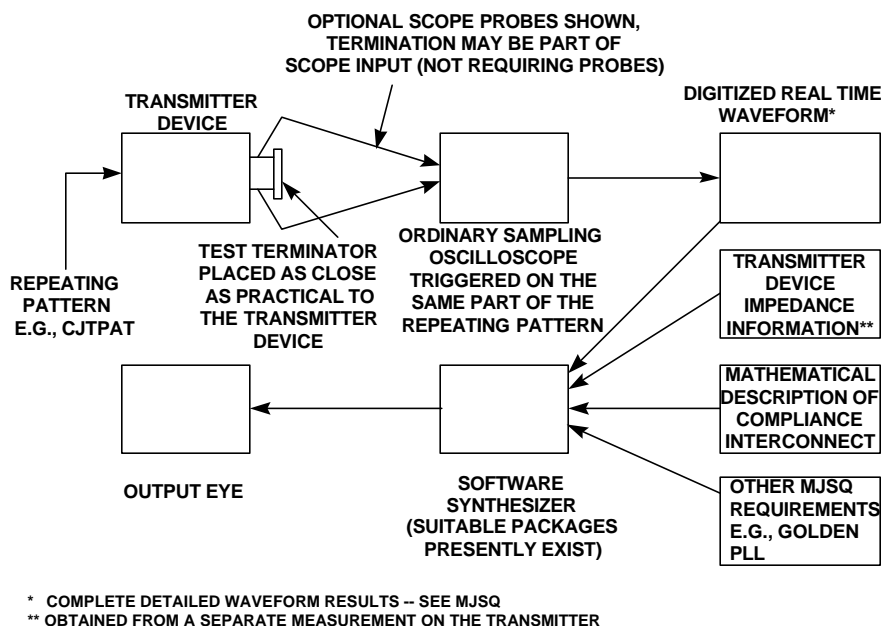 OPTIONAL SCOPE PROBES SHOWN,
TERMINATION MAY BE PART OF
SCOPE INPUT (NOT REQUIRING PROBES)
TRANSMITTER
DEVICE
DIGITIZED REAL TIME
WAVEFORM*
REPEATING
PATTERN
E.G., CJTPAT
TEST TERMINATOR
PLACED AS CLOSE
AS PRACTICAL TO
THE TRANSMITTER
DEVICE
ORDINARY SAMPLING
OSCILLOSCOPE
TRIGGERED ON THE
SAME PART OF THE
REPEATING PATTERN
TRANSMITTER
DEVICE
IMPEDANCE
INFORMATION**
MATHEMATICAL
DESCRIPTION OF
COMPLIANCE
INTERCONNECT
OUTPUT EYE
SOFTWARE
SYNTHESIZER
(SUITABLE PACKAGES
PRESENTLY EXIST)
OTHER MJSQ
REQUIREMENTS
E.G., GOLDEN
PLL
* COMPLETE DETAILED WAVEFORM RESULTS -- SEE MJSQ
** OBTAINED FROM A SEPARATE MEASUREMENT ON THE TRANSMITTER